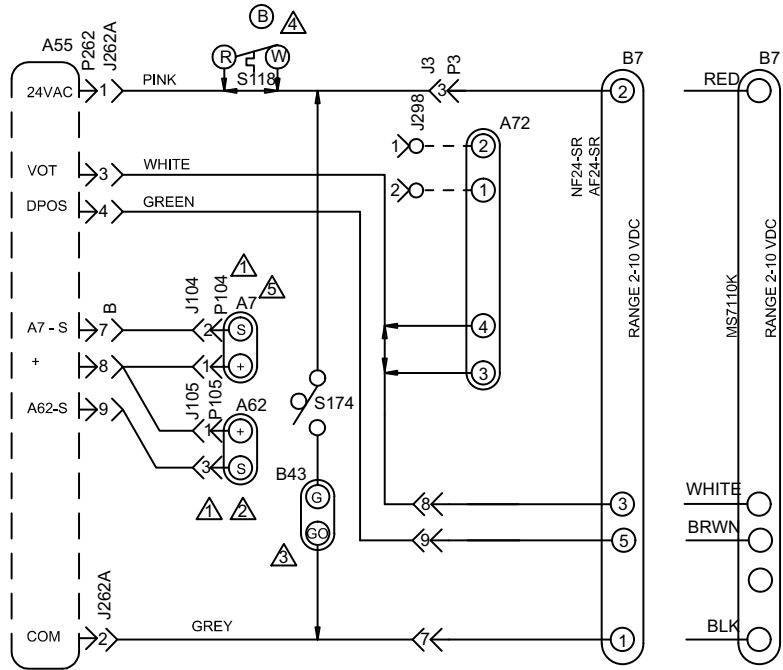 B
4
A55
P262
J262A
R
W
S118
24VAC
1
PINK
J3
P3
3
B7
2
RED
B7
J298
A72
1
2
2
1
VOT
3
WHITE
DPOS
4
GREEN
NF24-SR
AF24-SR
RANGE 2-10 VDC
MS7110K
RANGE 2-10 VDC
1
5
J104
P104
A7
A7 - S
7
B
2
S
+
8
1
+
4
3
J105
P105
A62
A62-S
9
1
+
3
S
S174
B43
G
GO
1
2
3
8
3
WHITE
9
5
BRWN
J262A
COM
2
GREY
7
1
BLK